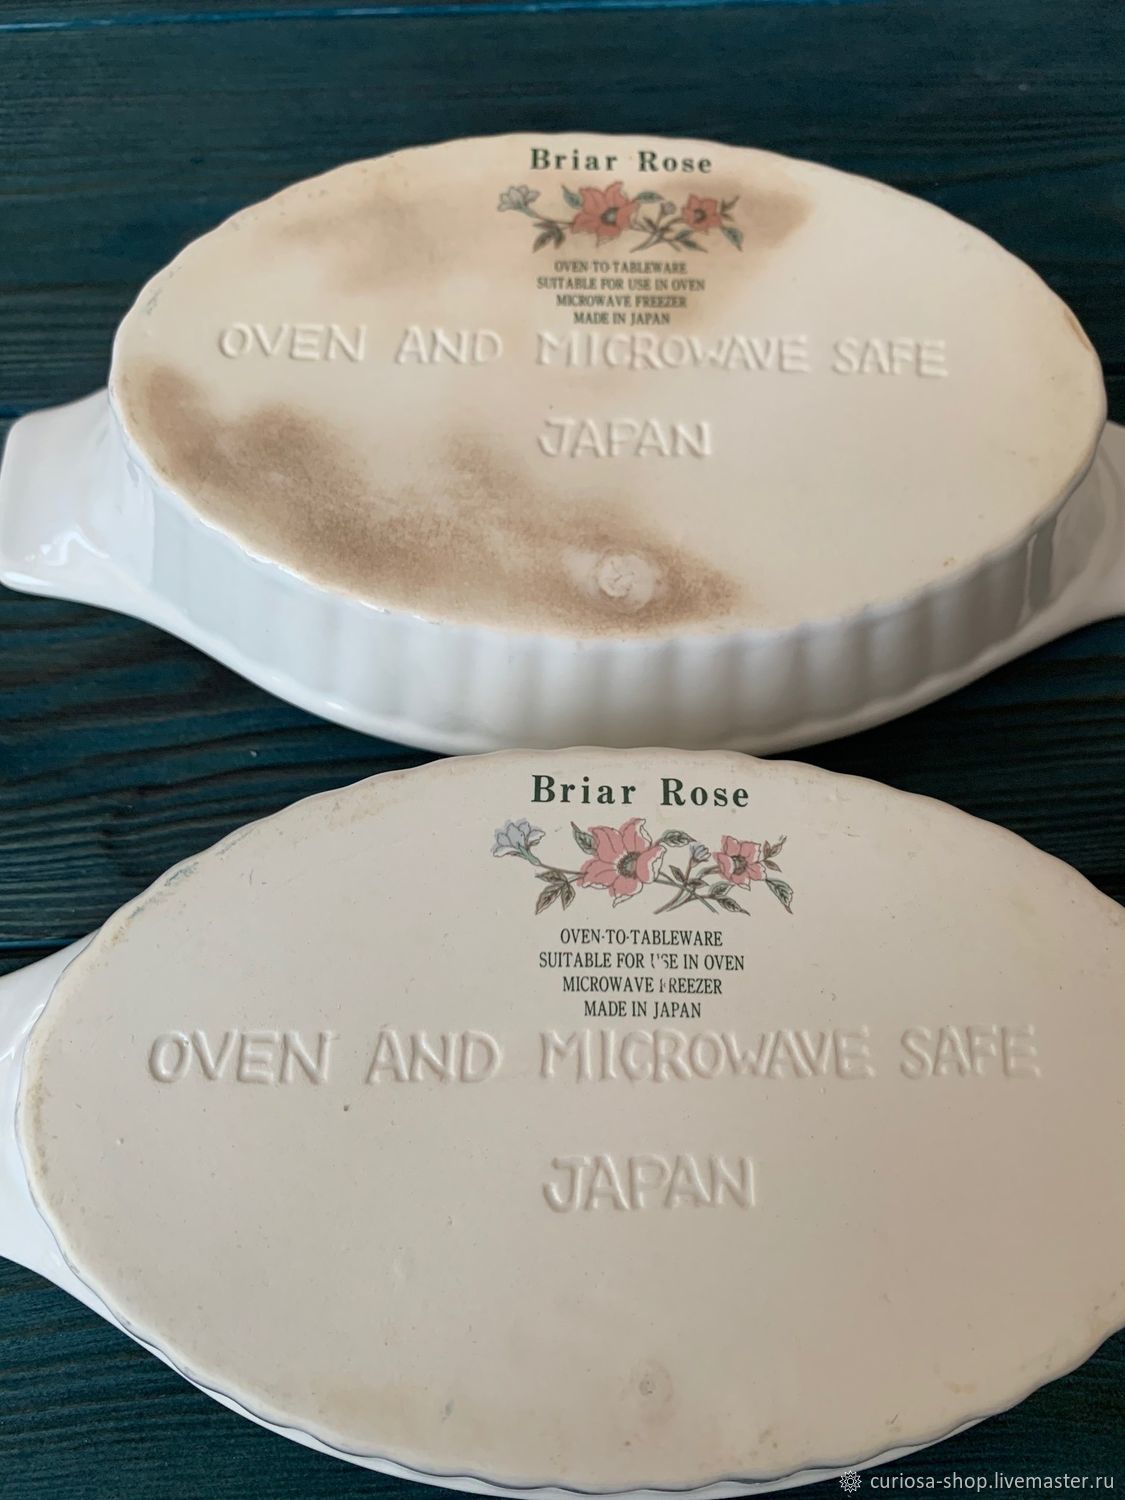 Briar Rose
OVEN-TO-TABLEWARE
SUITABLE FOR USE IN OVEN
MICROWAVE FREEZER
MADE IN JAPAN
OVEN AND MICROWAVE SAFE
JAPAN
Briar Rose
OVEN-TO-TABLEWARE
SUITABLE FOR USE IN OVEN
MICROWAVE FREEZER
MADE IN JAPAN
OVEN AND MICROWAVE SAFE
JAPAN
curiosa-shop.livemaster.ru